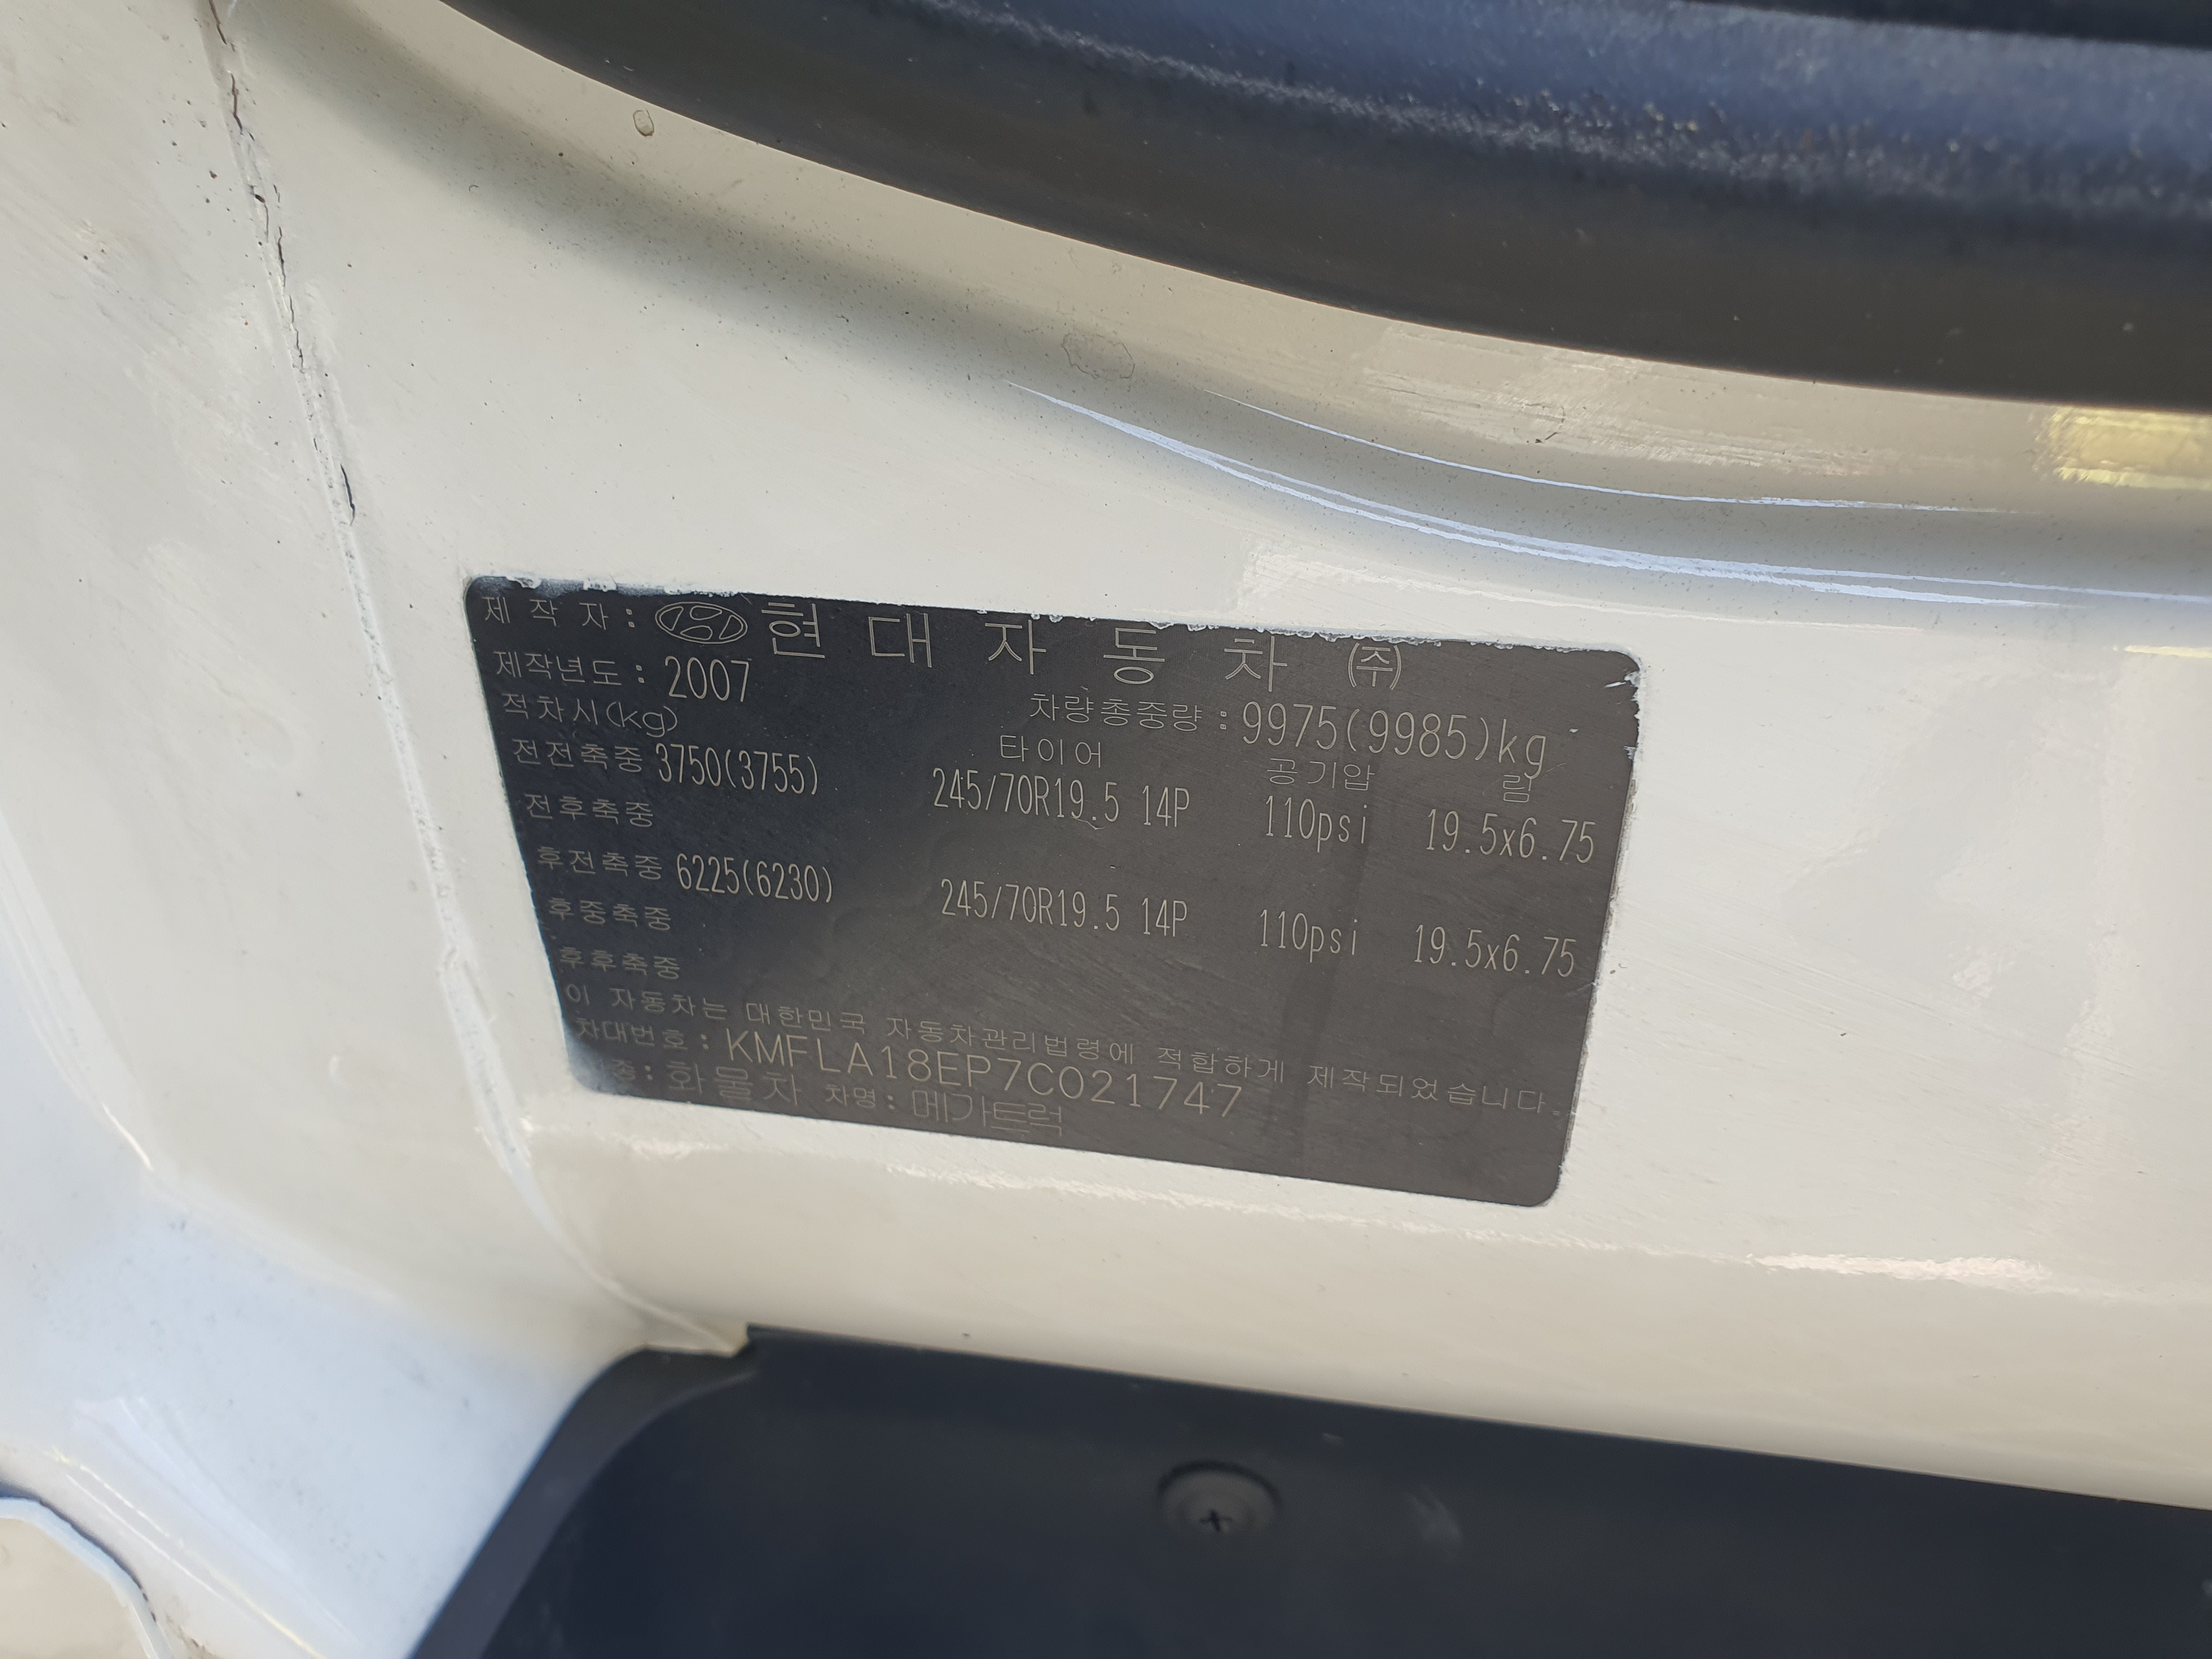 제 작 자 : 현 대 자 동 차 ㈜
제작년도 : 2007 차량총중량 : 9975(9985)kg
적차시(kg) 타이어 공기압 림
전전축중 3750(3755) 245/70R19.5 14P 110psi 19.5x6.75
전후축중
후전축중 6225(6230) 245/70R19.5 14P 110psi 19.5x6.75
후중축중
후후축중
이 자동차는 대한민국 자동차관리법령에 적합하게 제작되었습니다.
차대번호 : KMFLA18EP7C021747
종: 화물차 차명: 메가트럭